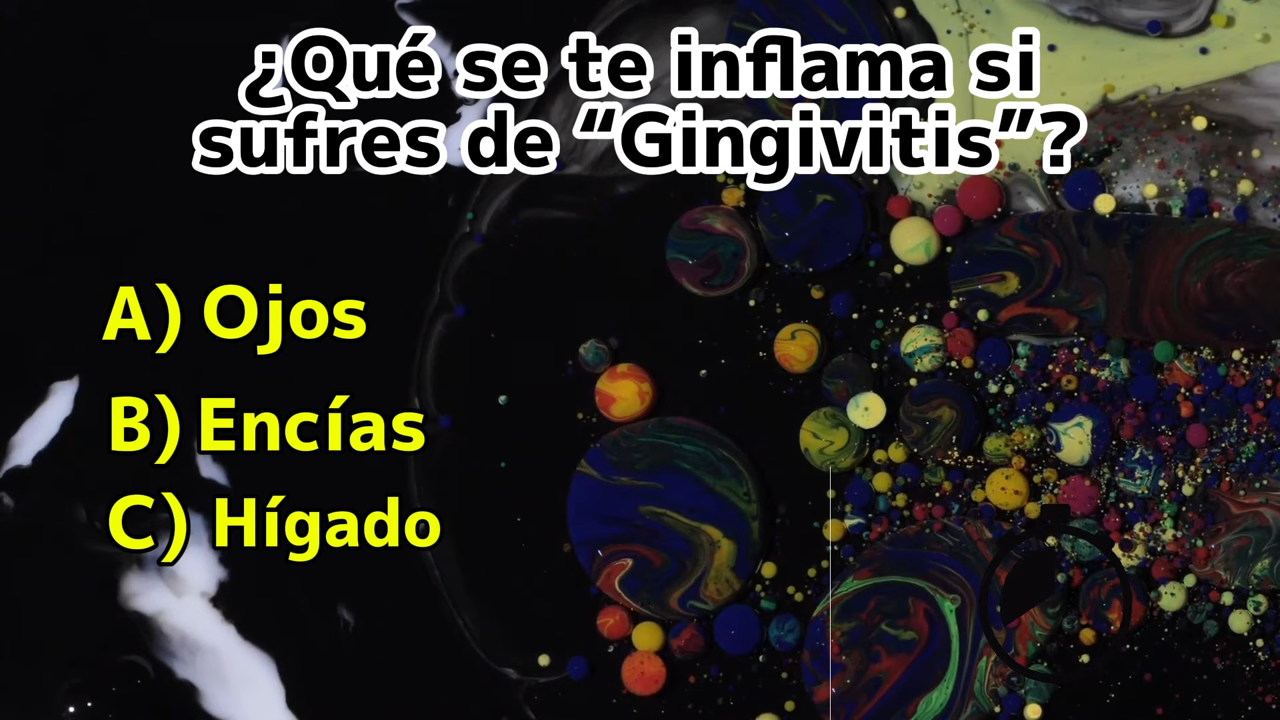 ¿Qué se te inflama si
sufres de “Gingivitis”?
A) Ojos
B) Encías
C) Hígado